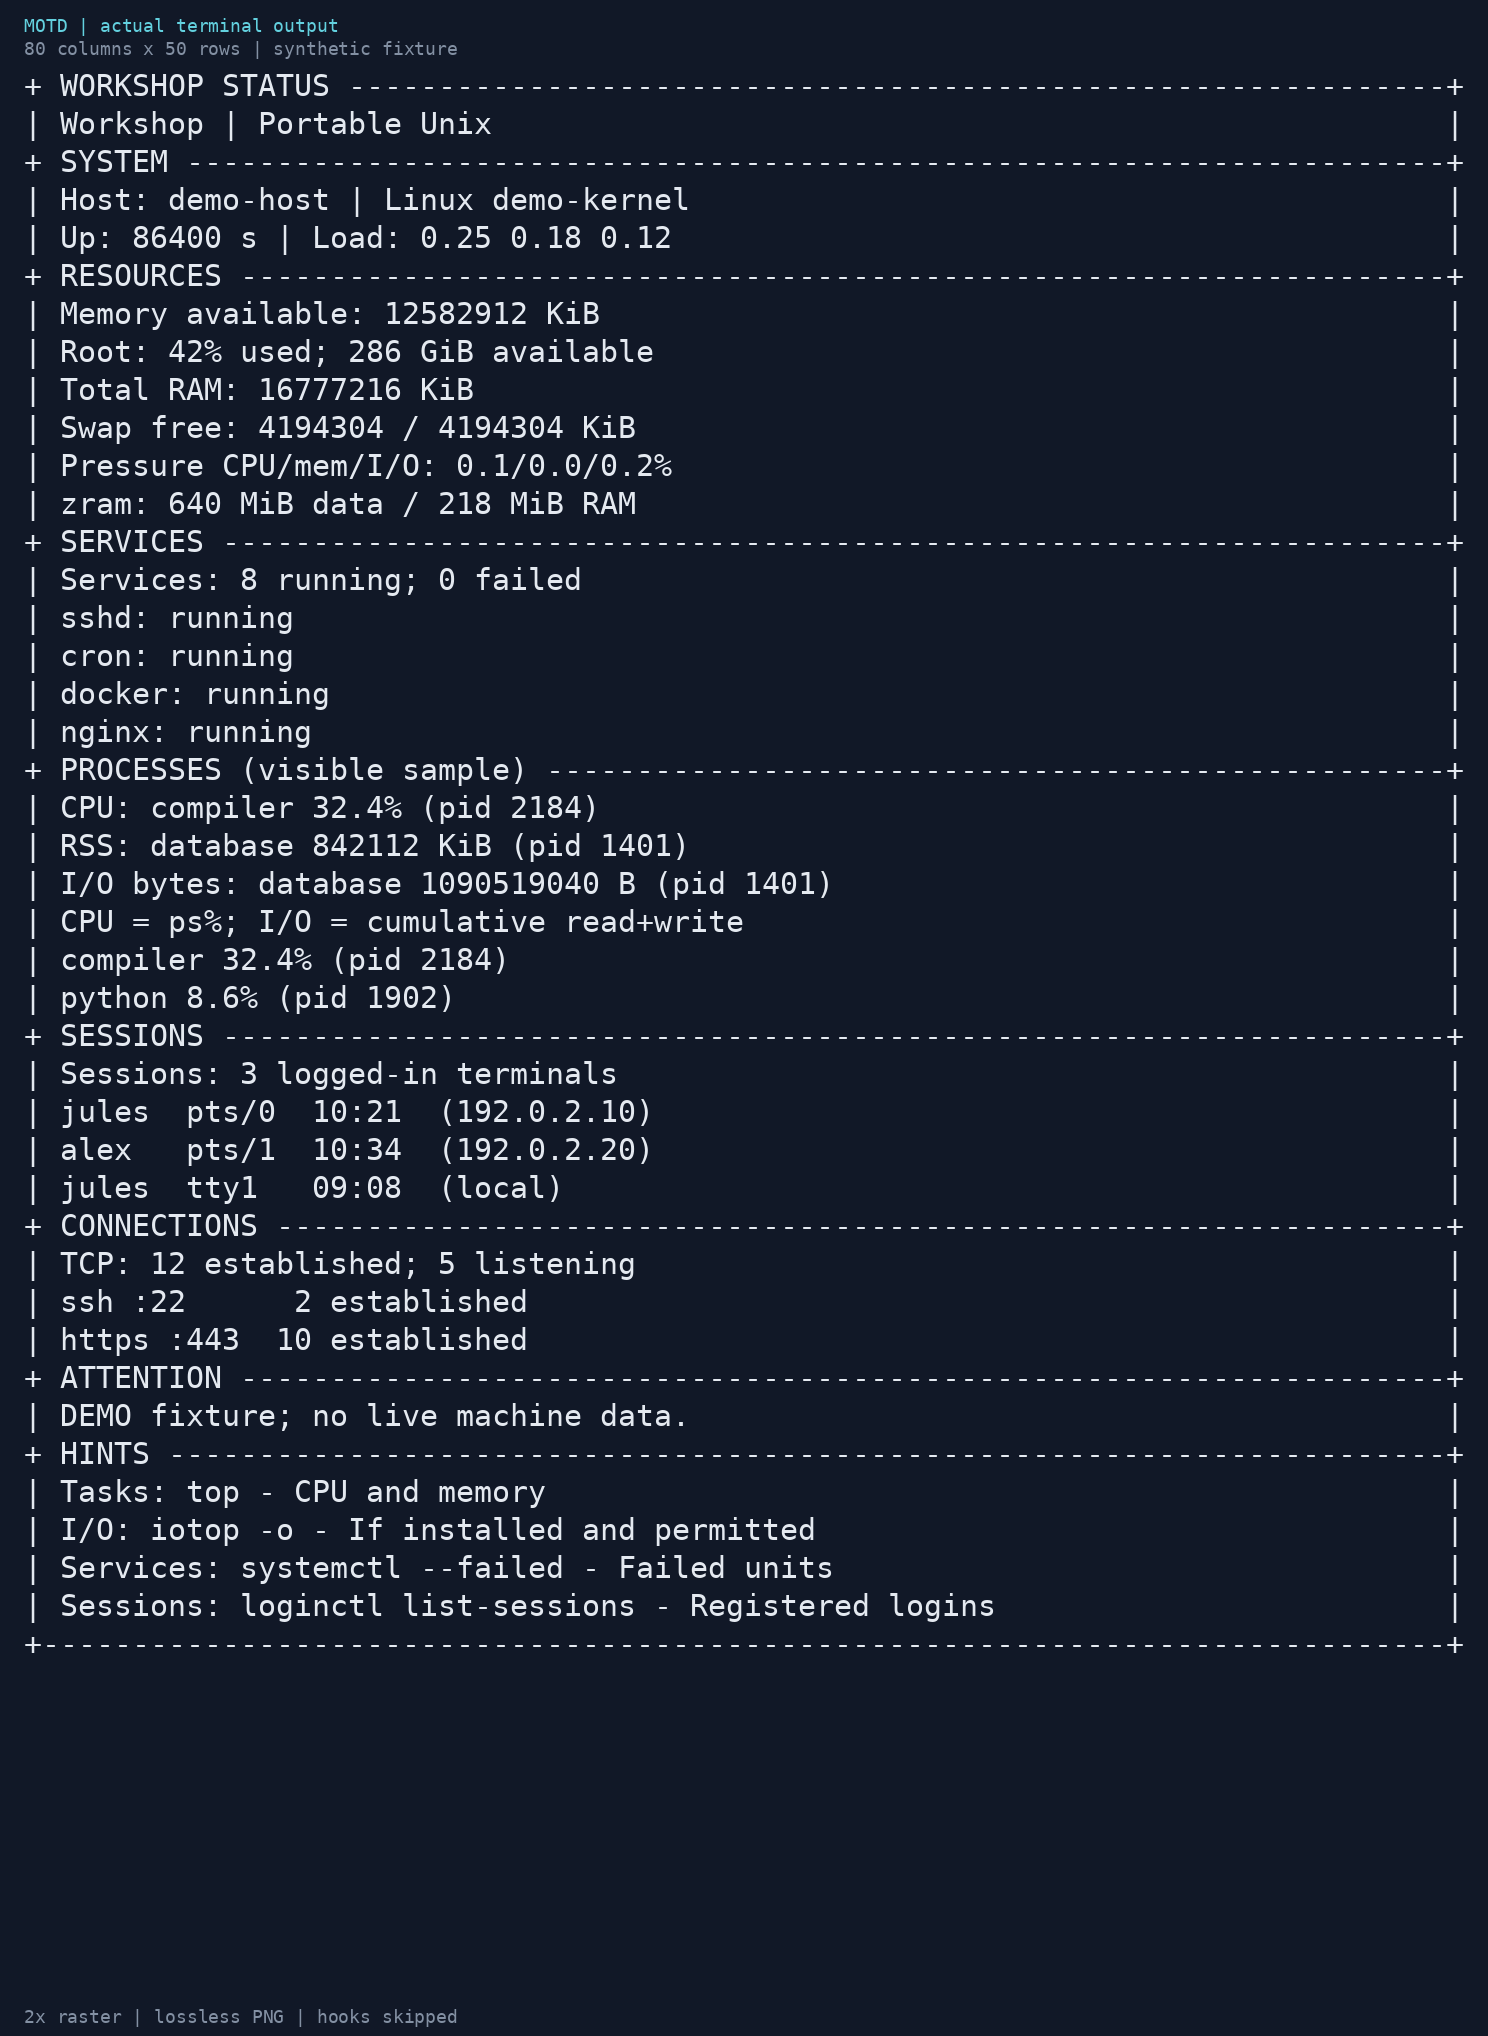 MOTD | actual terminal output
80 columns x 50 rows | synthetic fixture
+ WORKSHOP STATUS -------------------------------------------------------------+
| Workshop | Portable Unix                                                     |
+ SYSTEM ----------------------------------------------------------------------+
| Host: demo-host | Linux demo-kernel                                          |
| Up: 86400 s | Load: 0.25 0.18 0.12                                           |
+ RESOURCES -------------------------------------------------------------------+
| Memory available: 12582912 KiB                                               |
| Root: 42% used; 286 GiB available                                            |
| Total RAM: 16777216 KiB                                                      |
| Swap free: 4194304 / 4194304 KiB                                             |
| Pressure CPU/mem/I/O: 0.1/0.0/0.2%                                           |
| zram: 640 MiB data / 218 MiB RAM                                             |
+ SERVICES --------------------------------------------------------------------+
| Services: 8 running; 0 failed                                                |
| sshd: running                                                                |
| cron: running                                                                |
| docker: running                                                              |
| nginx: running                                                               |
+ PROCESSES (visible sample) --------------------------------------------------+
| CPU: compiler 32.4% (pid 2184)                                               |
| RSS: database 842112 KiB (pid 1401)                                          |
| I/O bytes: database 1090519040 B (pid 1401)                                  |
| CPU = ps%; I/O = cumulative read+write                                       |
| compiler 32.4% (pid 2184)                                                    |
| python 8.6% (pid 1902)                                                       |
+ SESSIONS --------------------------------------------------------------------+
| Sessions: 3 logged-in terminals                                              |
| jules  pts/0  10:21  (192.0.2.10)                                            |
| alex   pts/1  10:34  (192.0.2.20)                                            |
| jules  tty1   09:08  (local)                                                 |
+ CONNECTIONS -----------------------------------------------------------------+
| TCP: 12 established; 5 listening                                             |
| ssh :22      2 established                                                   |
| https :443  10 established                                                   |
+ ATTENTION -------------------------------------------------------------------+
| DEMO fixture; no live machine data.                                          |
+ HINTS -----------------------------------------------------------------------+
| Tasks: top - CPU and memory                                                  |
| I/O: iotop -o - If installed and permitted                                   |
| Services: systemctl --failed - Failed units                                  |
| Sessions: loginctl list-sessions - Registered logins                         |
+------------------------------------------------------------------------------+
2x raster | lossless PNG | hooks skipped